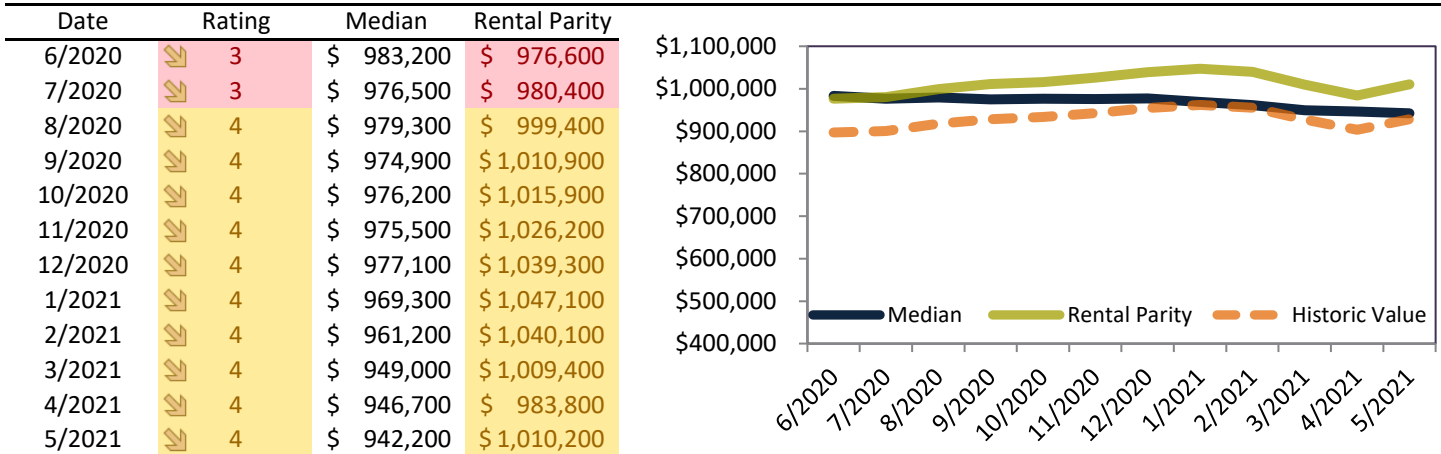 Date Rating Median Rental Parity
6/2020 3 $ 983,200 $ 976,600
7/2020 3 $ 976,500 $ 980,400
8/2020 4 $ 979,300 $ 999,400
9/2020 4 $ 974,900 $ 1,010,900
10/2020 4 $ 976,200 $ 1,015,900
11/2020 4 $ 975,500 $ 1,026,200
12/2020 4 $ 977,100 $ 1,039,300
1/2021 4 $ 969,300 $ 1,047,100
2/2021 4 $ 961,200 $ 1,040,100
3/2021 4 $ 949,000 $ 1,009,400
4/2021 4 $ 946,700 $ 983,800
5/2021 4 $ 942,200 $ 1,010,200
$1,100,000
$1,000,000
$900,000
$800,000
$700,000
$600,000
$500,000
$400,000
Median Rental Parity Historic Value
6/2020 7/2020 8/2020 9/2020 10/2020 11/2020 12/2020 1/2021 2/2021 3/2021 4/2021 5/2021